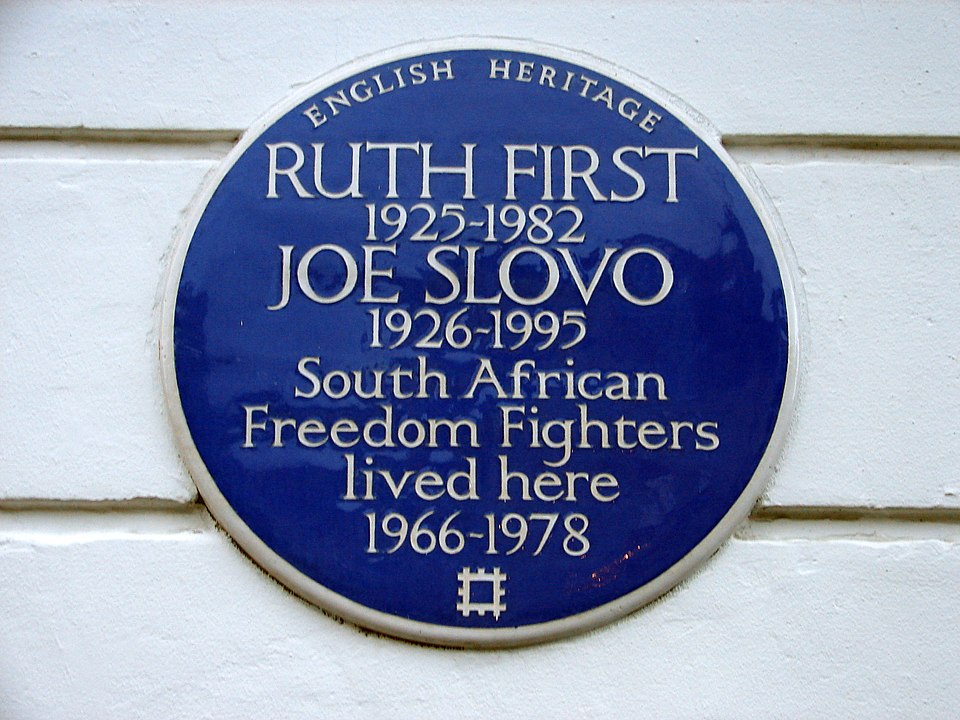 ENGLISH HERITAGE
RUTH FIRST
1925-1982
JOE SLOVO
1926-1995
South African
Freedom Fighters
lived here
1966-1978